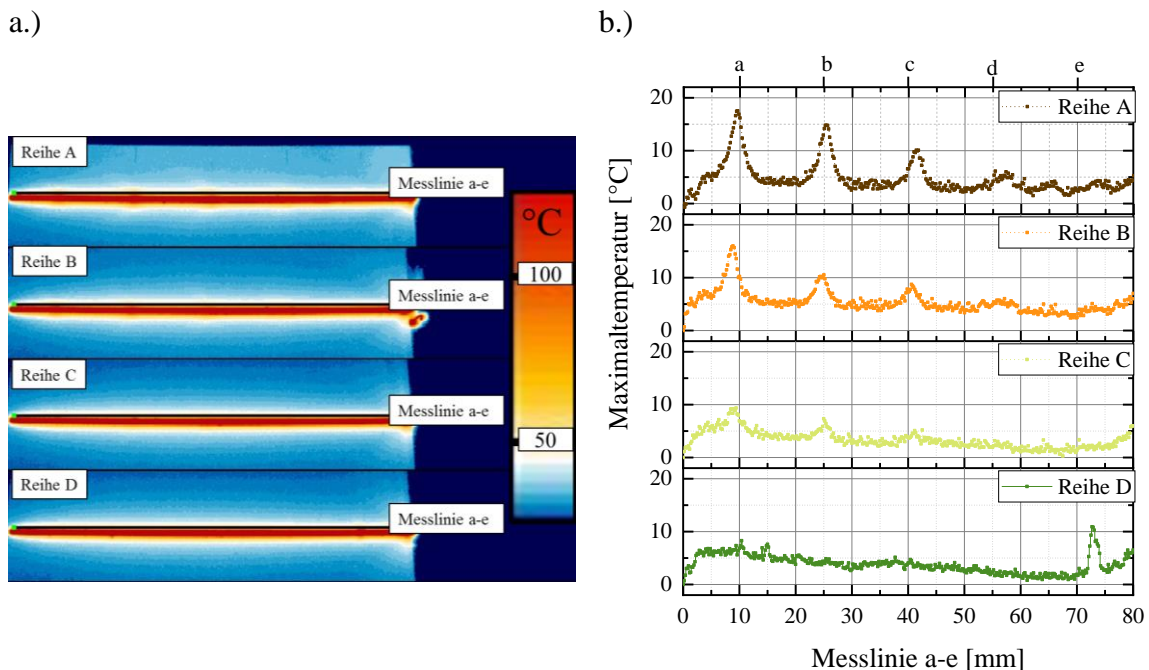 a.)
Reihe A
Messlinie a-e
°C
Reihe B
100
Messlinie a-e
Reihe C
Messlinie a-e
50
Reihe D
Messlinie a-e
b.)
a b c d e
20
15
10
5
0
Reihe A
20
10
0
Reihe B
20
10
0
Reihe C
20
10
0
Reihe D
Maximaltemperatur [°C]
0 10 20 30 40 50 60 70 80
Messlinie a-e [mm]